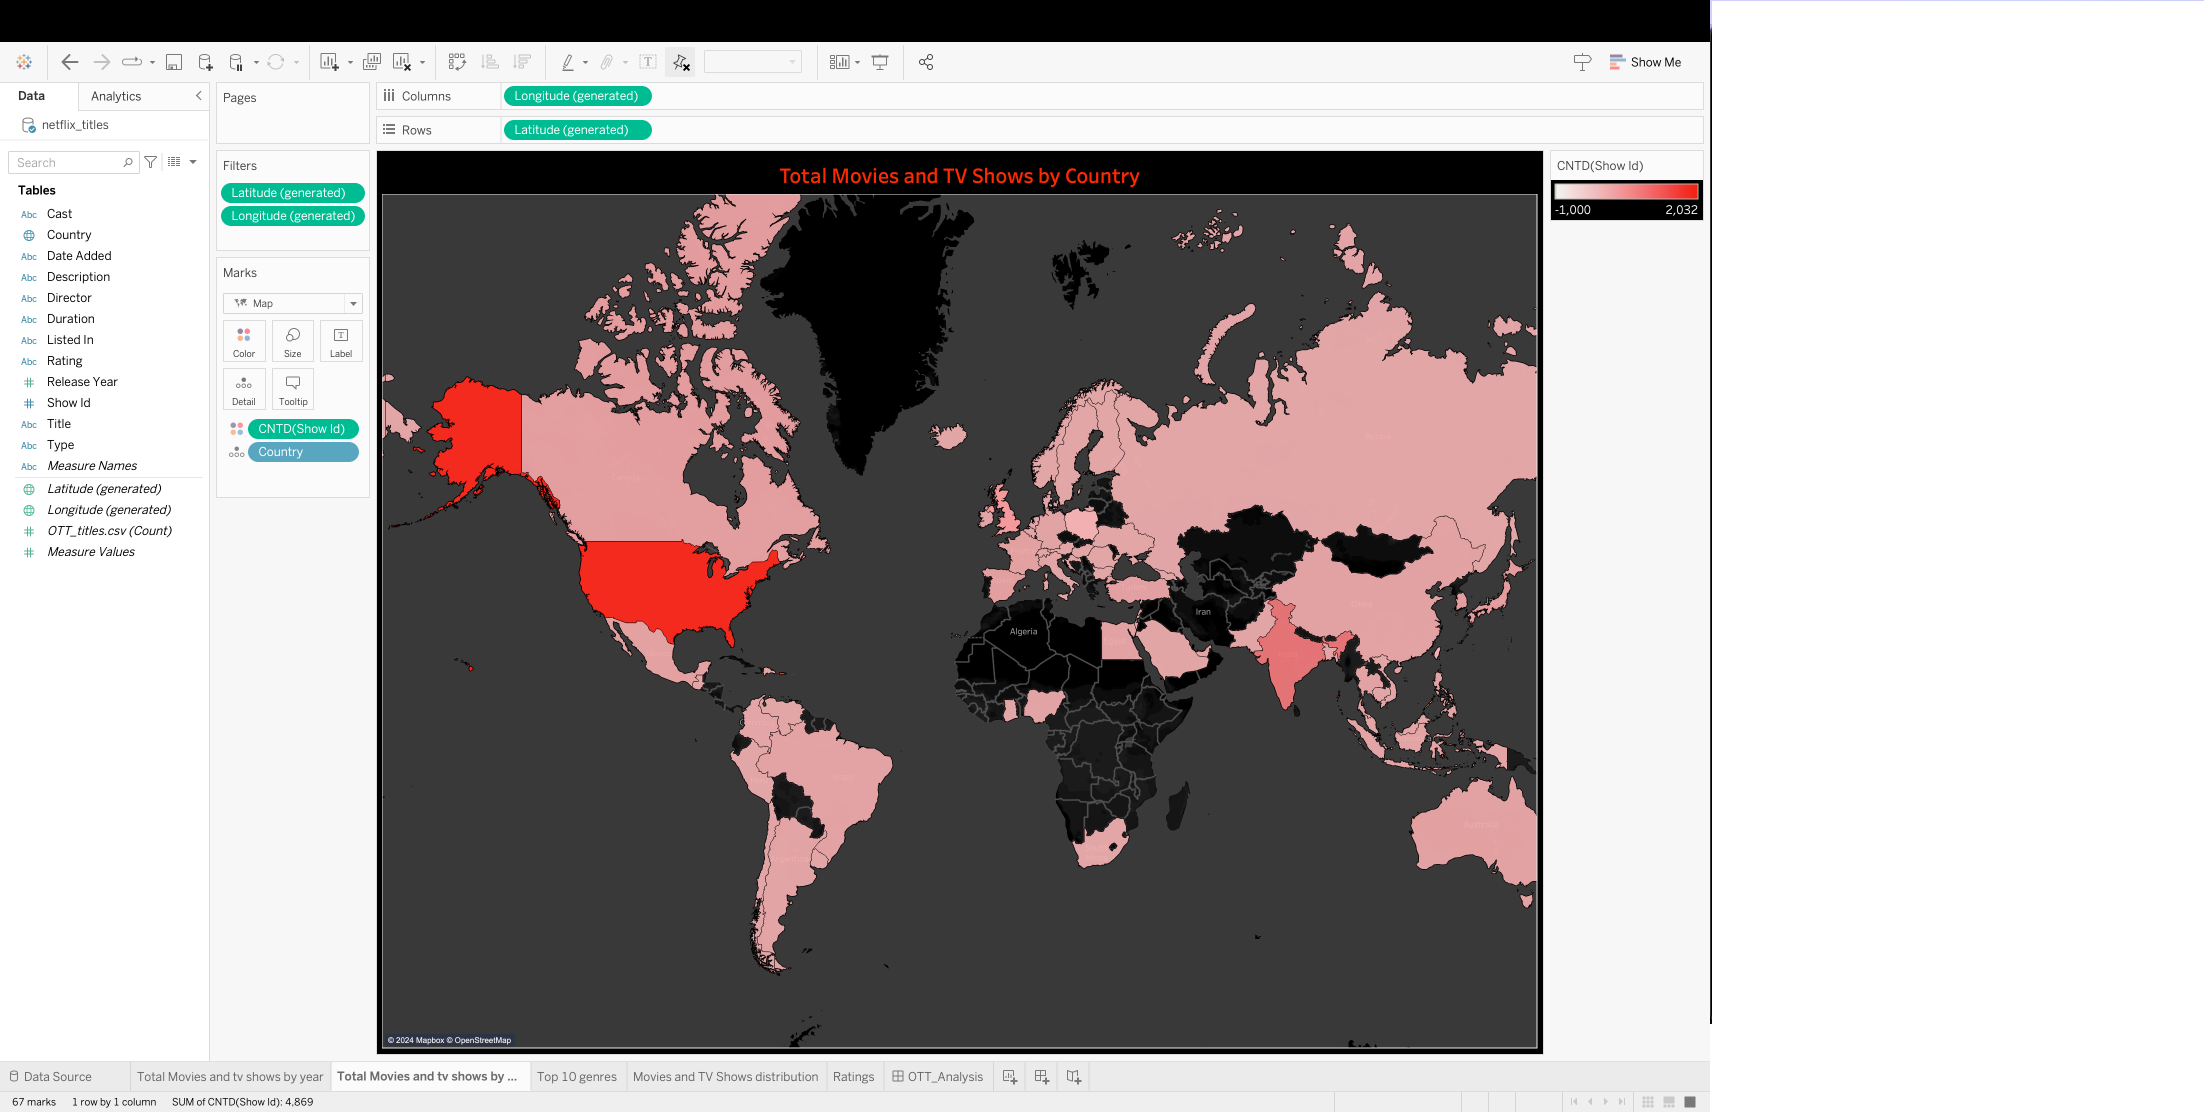 Show Me
Data
Analytics
netflix_titles
Search
Tables
Abc Cast
Country
Abc Date Added
Abc Description
Abc Director
Abc Duration
Abc Listed In
Abc Rating
Release Year
Show Id
Abc Title
Abc Type
Abc Measure Names
Latitude (generated)
Longitude (generated)
OTT_titles.csv (Count)
Measure Values
Pages
Filters
Latitude (generated)
Longitude (generated)
Marks
Map
Color
Size
Label
Detail
Tooltip
CNTD(Show Id)
Country
Columns
Longitude (generated)
Rows
Latitude (generated)
Total Movies and TV Shows by Country
Iran
Algeria
© 2024 Mapbox © OpenStreetMap
CNTD(Show Id)
-1,000
2,032
Data Source
Total Movies and tv shows by year
Total Movies and tv shows by ...
Top 10 genres
Movies and TV Shows distribution
Ratings
OTT_Analysis
67 marks
1 row by 1 column
SUM of CNTD(Show Id): 4,869